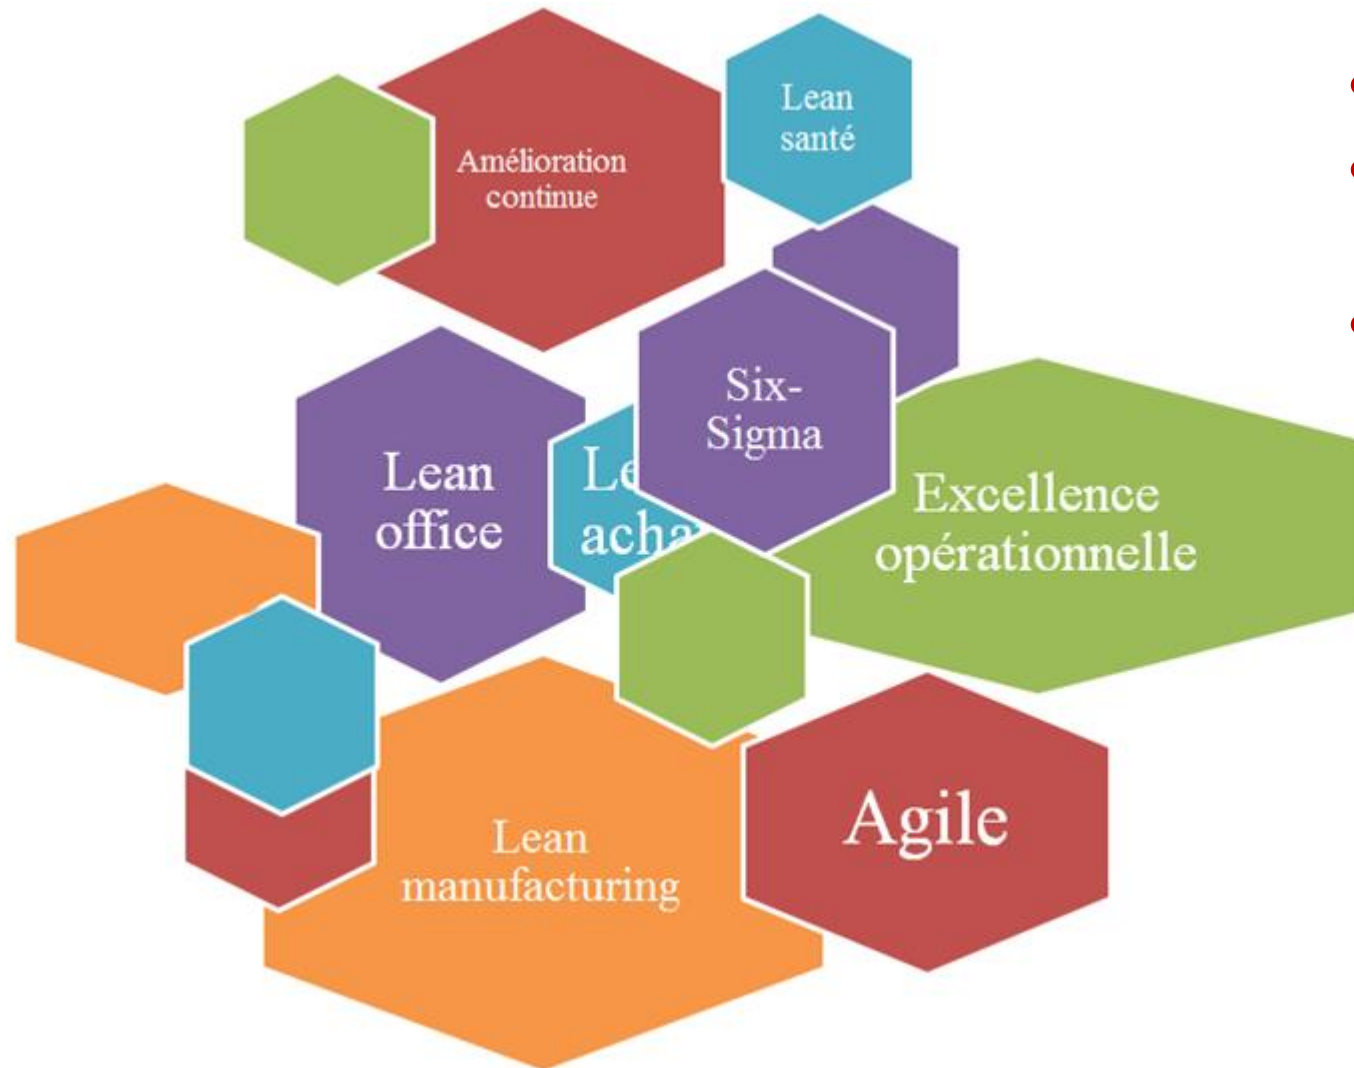 Lean
santé
Amélioration
continue
Six-
Sigma
Lean
office
Excellence
opérationnelle
Agile
Lean
manufacturing